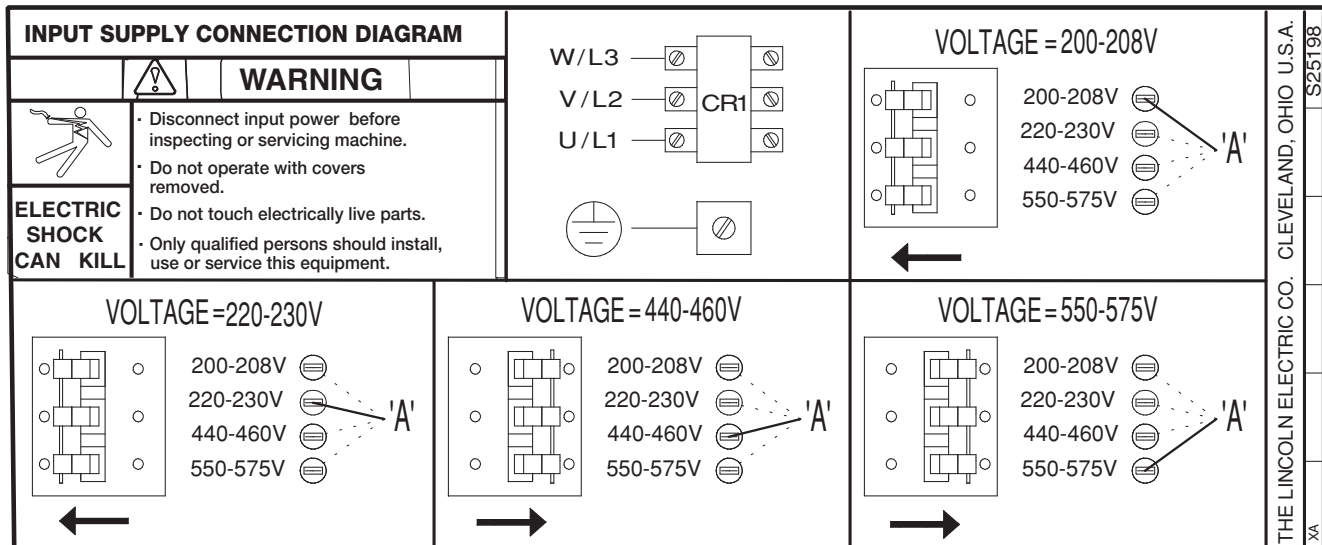 INPUT SUPPLY CONNECTION DIAGRAM
WARNING
ELECTRIC
SHOCK
CAN KILL
· Disconnect input power before
inspecting or servicing machine.
· Do not operate with covers
removed.
· Do not touch electrically live parts.
· Only qualified persons should install,
use or service this equipment.
W/L3
V/L2
U/L1
CR1
VOLTAGE = 200-208V
200-208V
220-230V
440-460V
550-575V
'A'
VOLTAGE = 220-230V
200-208V
220-230V
440-460V
550-575V
'A'
VOLTAGE = 440-460V
200-208V
220-230V
440-460V
550-575V
'A'
VOLTAGE = 550-575V
200-208V
220-230V
440-460V
550-575V
'A'
THE LINCOLN ELECTRIC CO. CLEVELAND, OHIO U.S.A.
S25198
XA